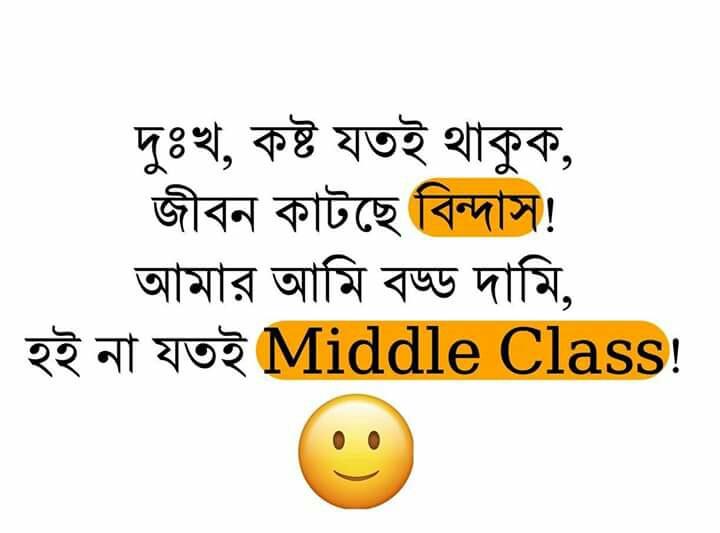 দুঃখ, কষ্ট যতই থাকুক,
জীবন কাটছে বিন্দাস!
আমার আমি বড্ড দামি,
হই না যতই Middle Class!